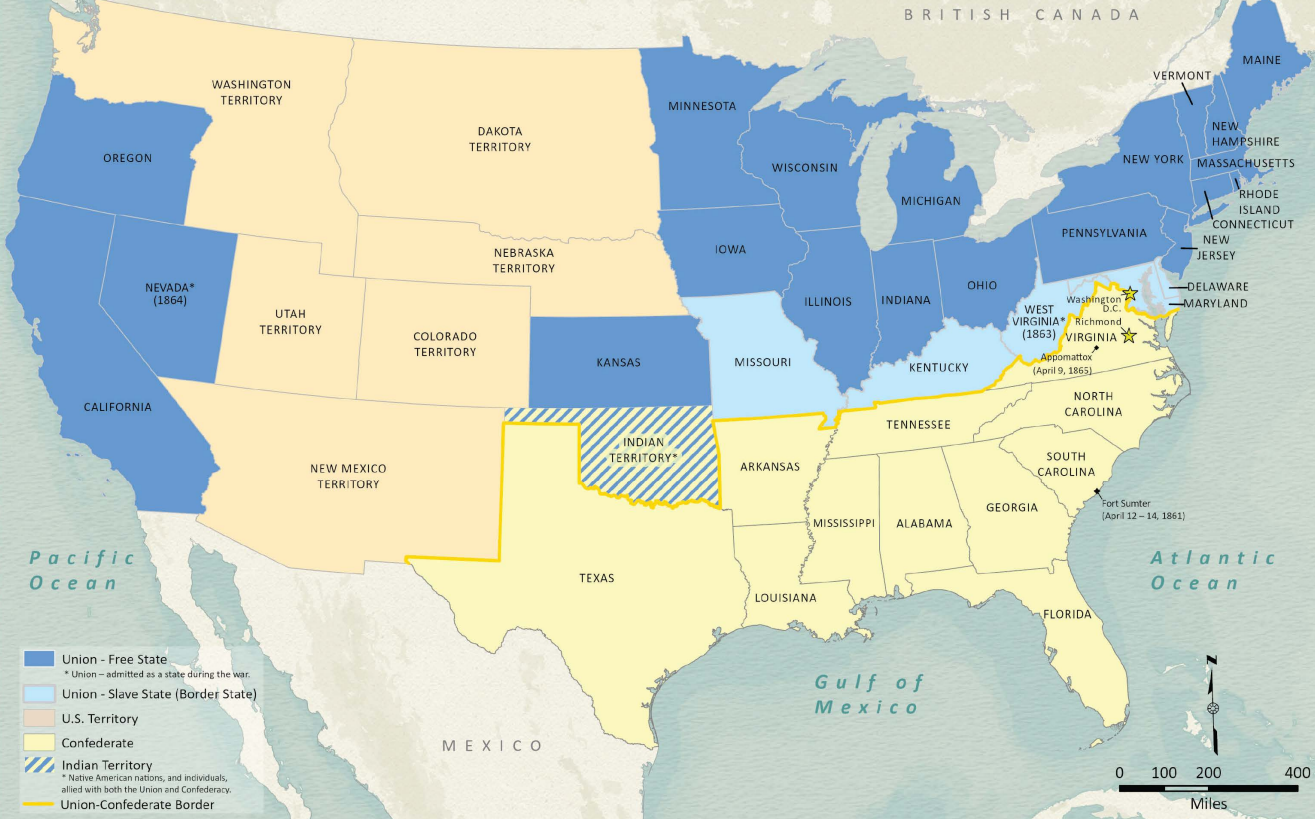 BRITISH CANADA
MAINE
VERMONT
WASHINGTON
TERRITORY
MINNESOTA
NEW
HAMPSHIRE
DAKOTA
TERRITORY
OREGON
WISCONSIN
NEW YORK
MASSACHUSETTS
MICHIGAN
RHODE
ISLAND
CONNECTICUT
PENNSYLVANIA
NEW
JERSEY
IOWA
NEBRASKA
TERRITORY
NEVADA*
(1864)
ILLINOIS
INDIANA
OHIO
DELAWARE
MARYLAND
Washington
D.C.
WEST
VIRGINIA*
(1863)
Richmond
VIRGINIA
UTAH
TERRITORY
COLORADO
TERRITORY
KANSAS
MISSOURI
KENTUCKY
Appomattox
(April 9, 1865)
CALIFORNIA
NORTH
CAROLINA
TENNESSEE
INDIAN
TERRITORY*
NEW MEXICO
TERRITORY
ARKANSAS
SOUTH
CAROLINA
Fort Sumter
(April 12 – 14, 1861)
MISSISSIPPI
ALABAMA
GEORGIA
Pacific
Ocean
Atlantic
Ocean
TEXAS
LOUISIANA
FLORIDA
Gulf of
Mexico
MEXICO
Union - Free State
* Union – admitted as a state during the war.
Union - Slave State (Border State)
U.S. Territory
Confederate
Indian Territory
* Native American nations, and individuals,
allied with both the Union and Confederacy.
Union-Confederate Border
N
0 100 200 400
Miles